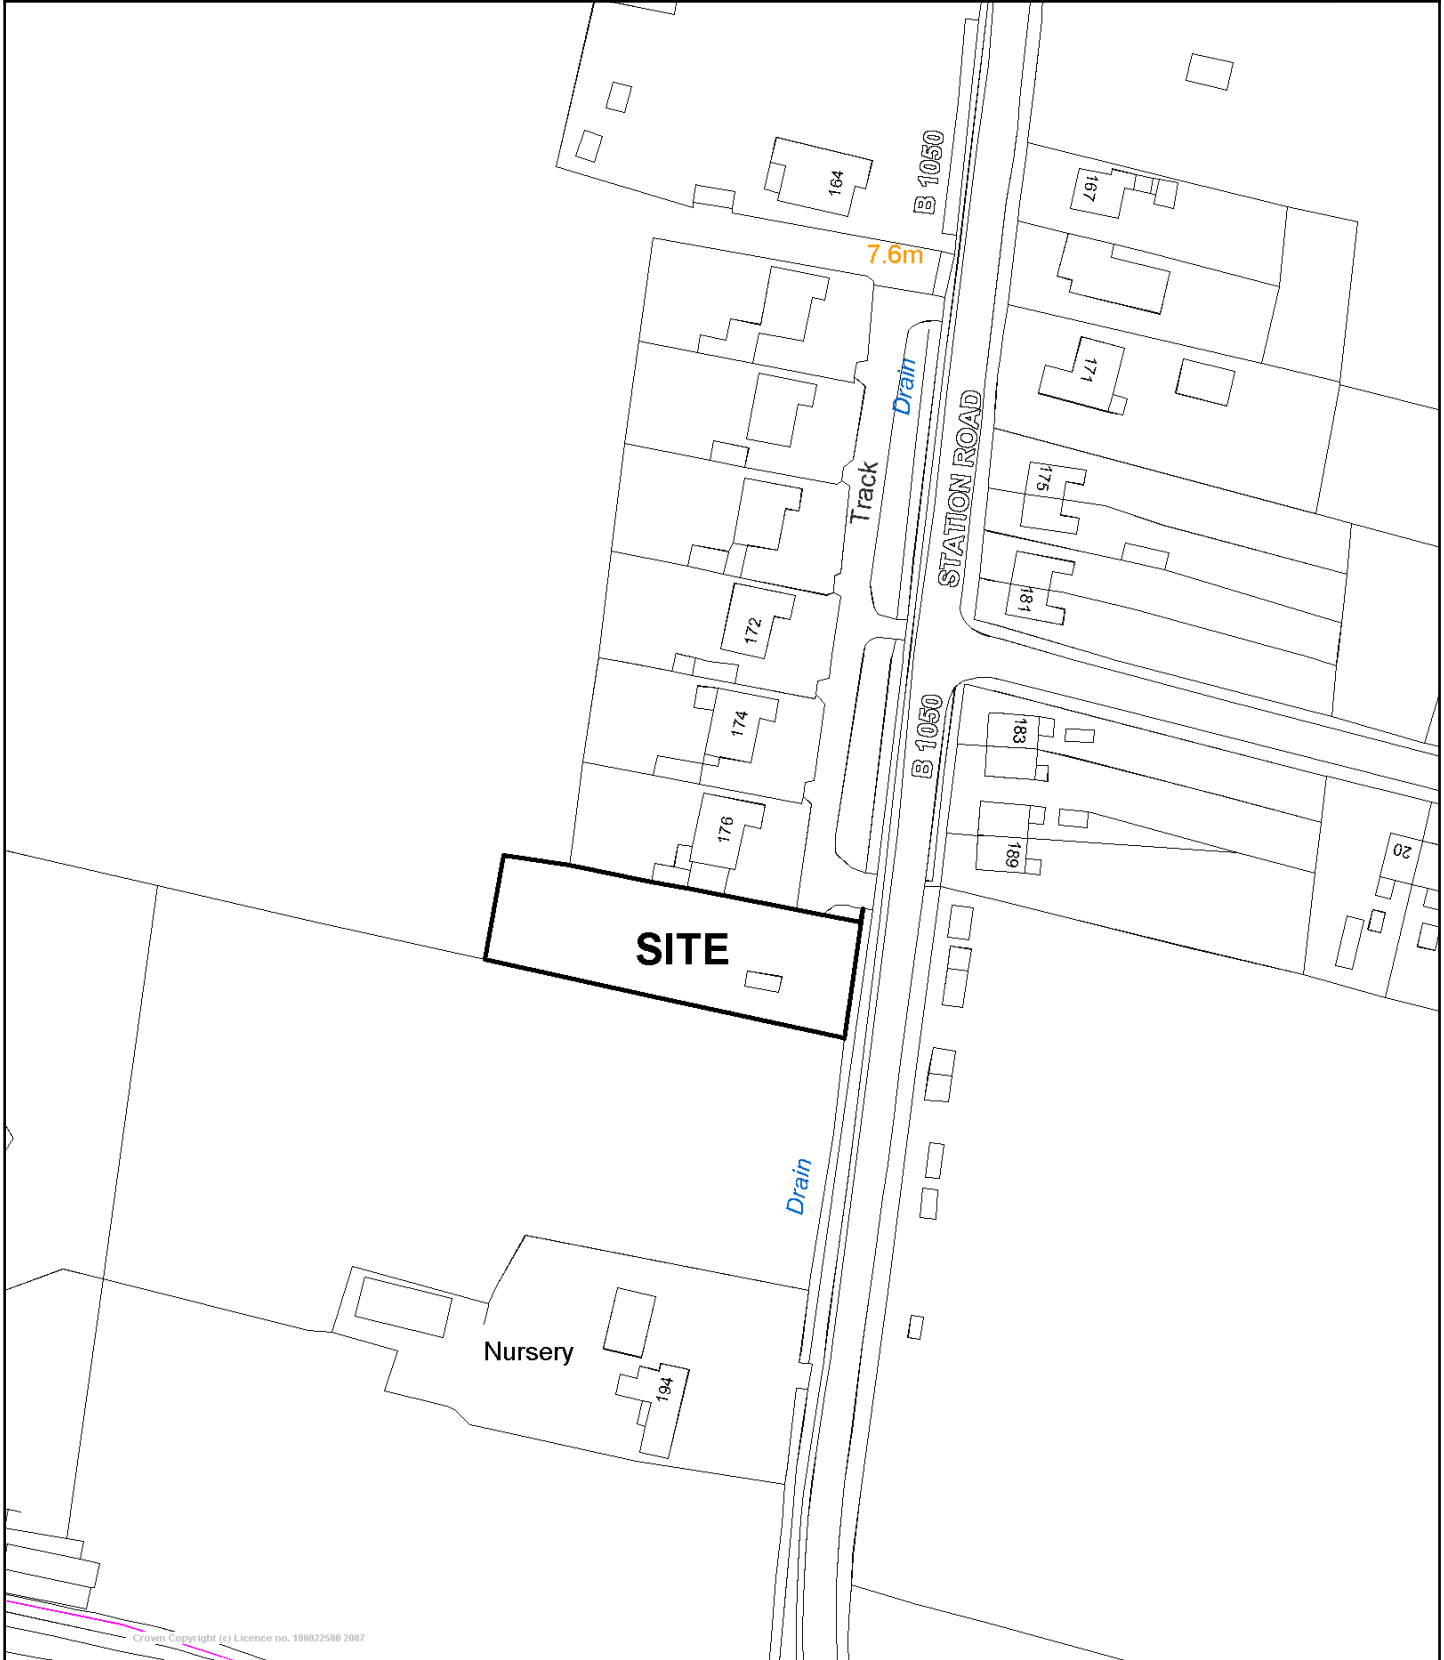 B 1050
164
167
7.6m
Drain
171
STATION ROAD
Track
175
181
172
174
B 1050
183
176
189
20
SITE
Drain
Nursery
194
Crown Copyright (c) Licence no. 100022500 2007